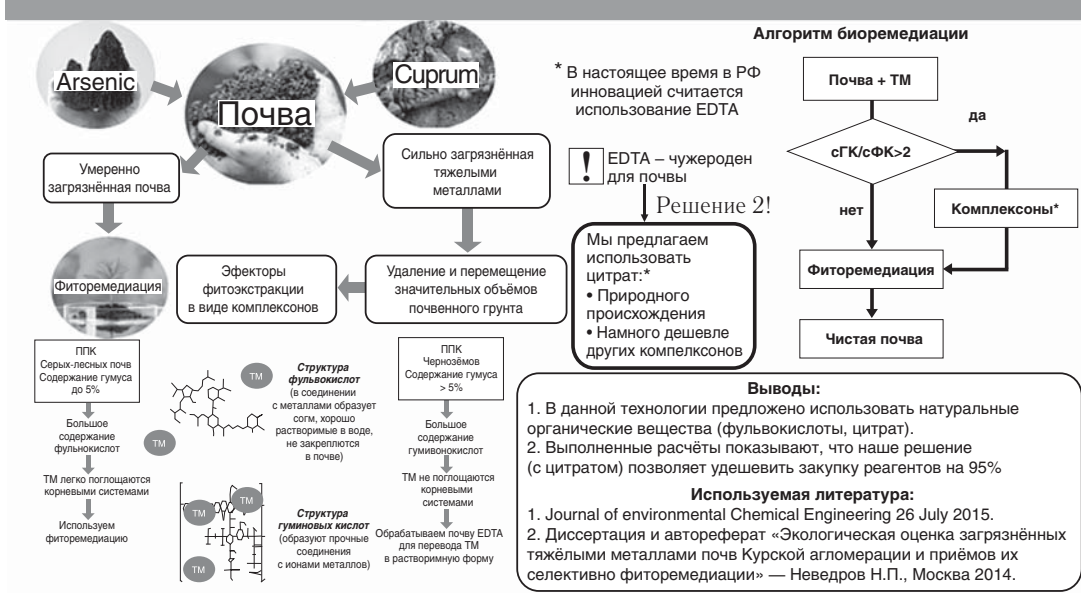 Arsenic
Почва
Cuprum
Умеренно
загрязнённая почва
Сильно загрязнённая
тяжелыми
металлами
Фиторемедиация
Эфекторы
фитоэкстракции
в виде комплексонов
Удаление и перемещение
значительных объёмов
почвенного грунта
ППК
Серых-лесных почв
Содержание гумуса
до 5%
Большое
содержание
фульнокислот
ТМ легко поглощаются
корневыми системами
Используем
фиторемедиацию
ТМ
ТМ
Структура
фульвокислот
(в соединении
с металлами образует
согм, хорошо
растворимые в воде,
не закреплются
в почве)
ТМ
ТМ
ТМ
Структура
гуминовых кислот
(образуют прочные
соединения
с ионами металлов)
ППК
Чернозёмов
Содержание гумуса
> 5%
Большое
содержание
гумивонокислот
ТМ не поглощаются
корневыми
системами
Обрабатываем почву EDTA
для перевода ТМ
в растворимную форму
* В настоящее время в РФ
инновацией считается
использование EDTA
! EDTA – чужероден
для почвы
Решение 2!
Мы предлагаем
использовать
цитрат:*
• Природного
происхождения
• Намного дешевле
других компелксонов
Алгоритм биоремедиации
Почва + ТМ
да
сГК/сФК>2
нет
Комплексоны*
Фиторемедиация
Чистая почва
Выводы:
1. В данной технологии предложено использовать натуральные
органические вещества (фульвокислоты, цитрат).
2. Выполненные расчёты показывают, что наше решение
(с цитратом) позволяет удешевить закупку реагентов на 95%
Используемая литература:
1. Journal of environmental Chemical Engineering 26 July 2015.
2. Диссертация и автореферат «Экологическая оценка загрязнённых
тяжёлыми металлами почв Курской агломерации и приёмов их
селективно фиторемедиации» — Неведров Н.П., Москва 2014.